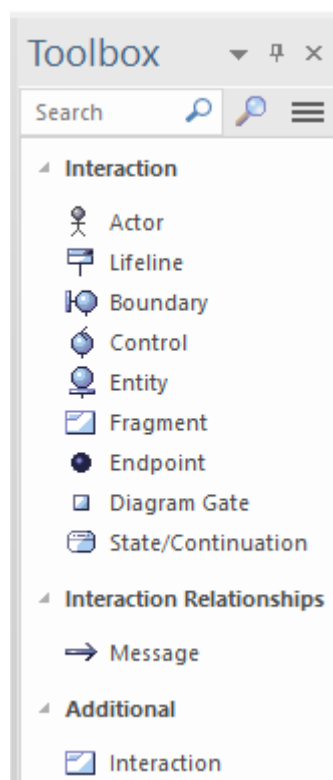 Toolbox
Search
Interaction
Actor
Lifeline
Boundary
Control
Entity
Fragment
Endpoint
Diagram Gate
State/Continuation
Interaction Relationships
Message
Additional
Interaction